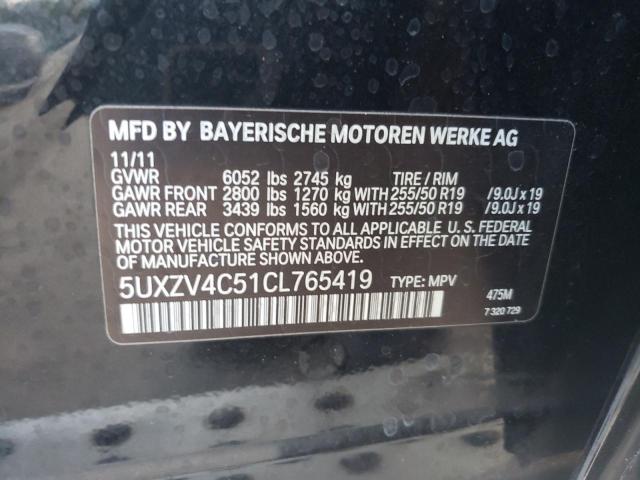 MFD BY BAYERISCHE MOTOREN WERKE AG
11/11
GVWR 6052 lbs 2745 kg TIRE / RIM
GAWR FRONT 2800 lbs 1270 kg WITH 255/50 R19 /9.0J x 19
GAWR REAR 3439 lbs 1560 kg WITH 255/50 R19 /9.0J x 19
THIS VEHICLE CONFORMS TO ALL APPLICABLE U. S. FEDERAL
MOTOR VEHICLE SAFETY STANDARDS IN EFFECT ON THE DATE
OF MANUFACTURE SHOWN ABOVE.
5UXZV4C51CL765419 TYPE: MPV
475M
7 320 729